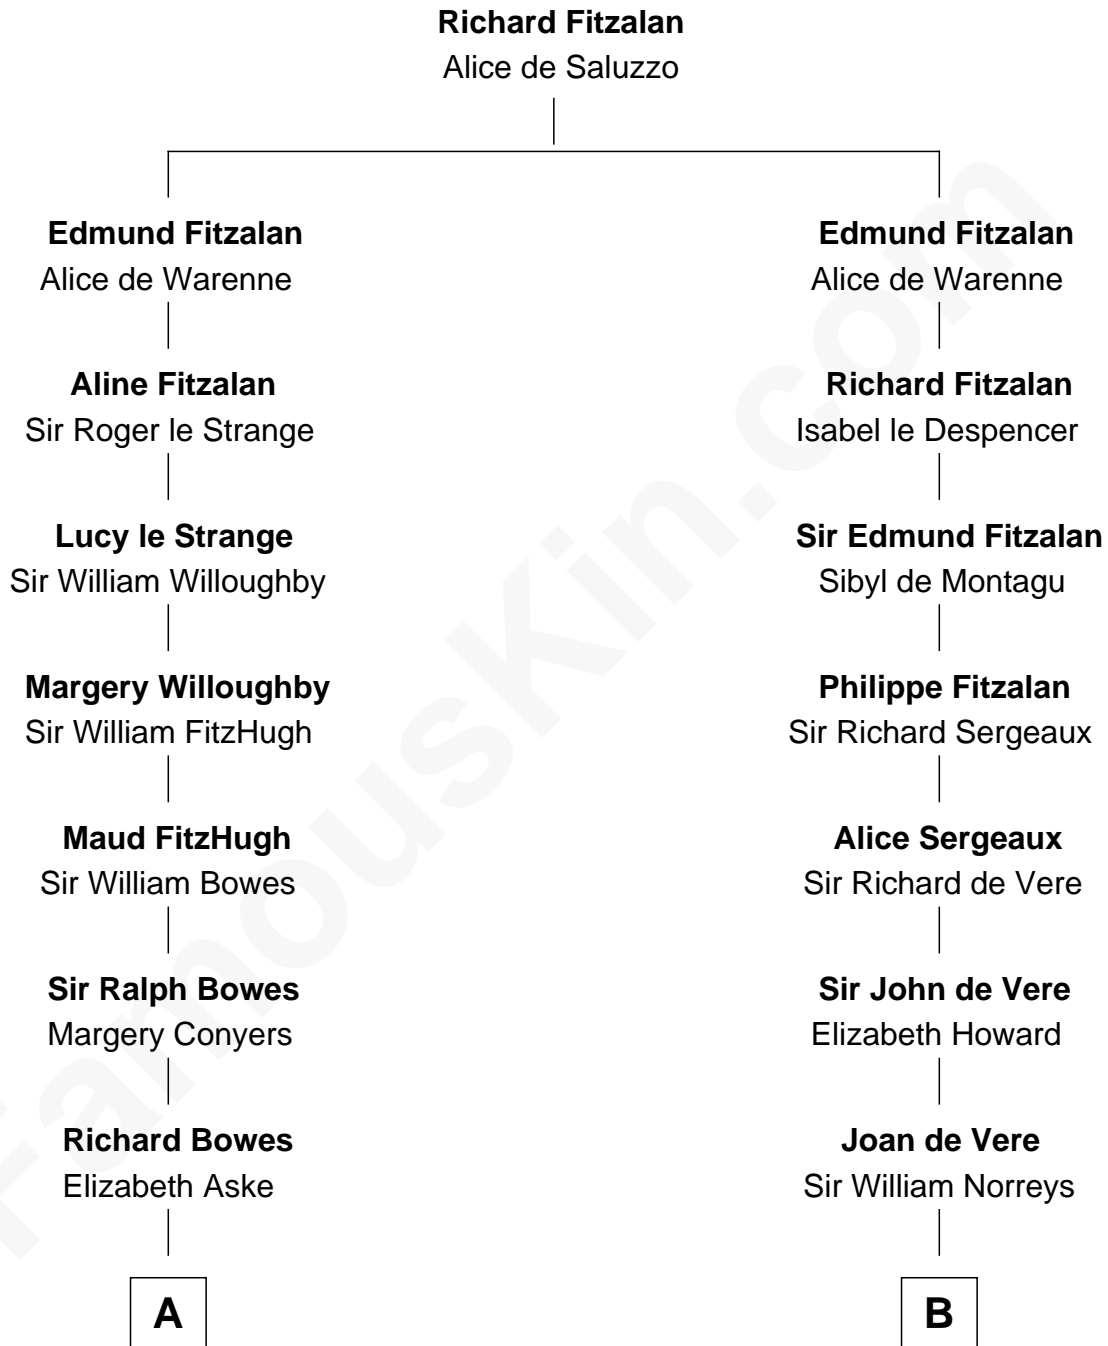 Richard Fitzalan
Alice de Saluzzo
Edmund Fitzalan
Alice de Warenne
Aline Fitzalan
Sir Roger le Strange
Lucy le Strange
Sir William Willoughby
Margery Willoughby
Sir William FitzHugh
Maud FitzHugh
Sir William Bowes
Sir Ralph Bowes
Margery Conyers
Richard Bowes
Elizabeth Aske
A
Edmund Fitzalan
Alice de Warenne
Richard Fitzalan
Isabel le Despencer
Sir Edmund Fitzalan
Sibyl de Montagu
Philippe Fitzalan
Sir Richard Sergeaux
Alice Sergeaux
Sir Richard de Vere
Sir John de Vere
Elizabeth Howard
Joan de Vere
Sir William Norreys
B
FamousKin.com